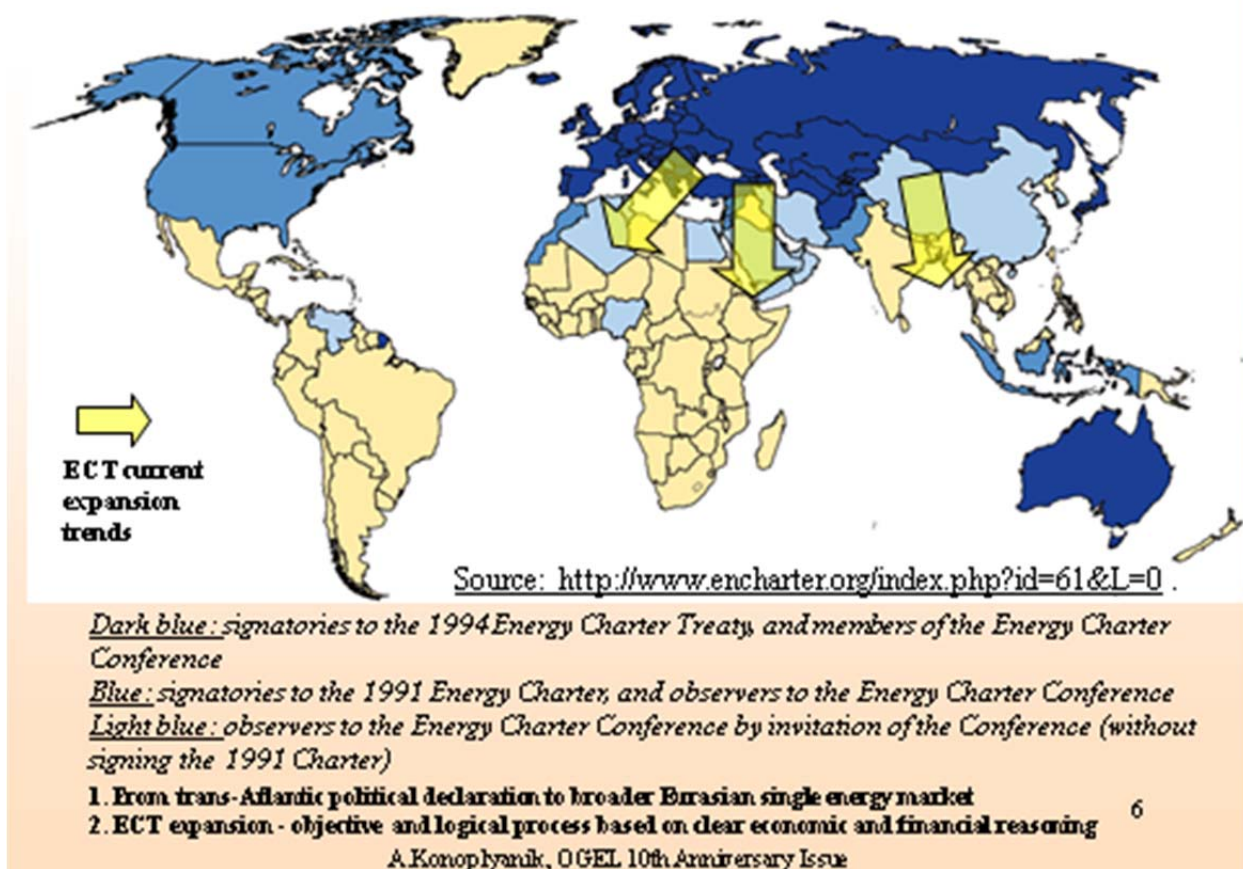 ECT current
expansion
trends
Source: http://www.encharter.org/index.php?id=61&L=0 .
Dark blue: signatories to the 1994 Energy Charter Treaty, and members of the Energy Charter
Conference
Blue: signatories to the 1991 Energy Charter, and observers to the Energy Charter Conference
Light blue: observers to the Energy Charter Conference by invitation of the Conference (without
signing the 1991 Charter)
1. From trans-Atlantic political declaration to broader Eurasian single energy market
2. ECT expansion - objective and logical process based on clear economic and financial reasoning
6
A.Konoplyanik, OGEL 10th Anniversary Issue